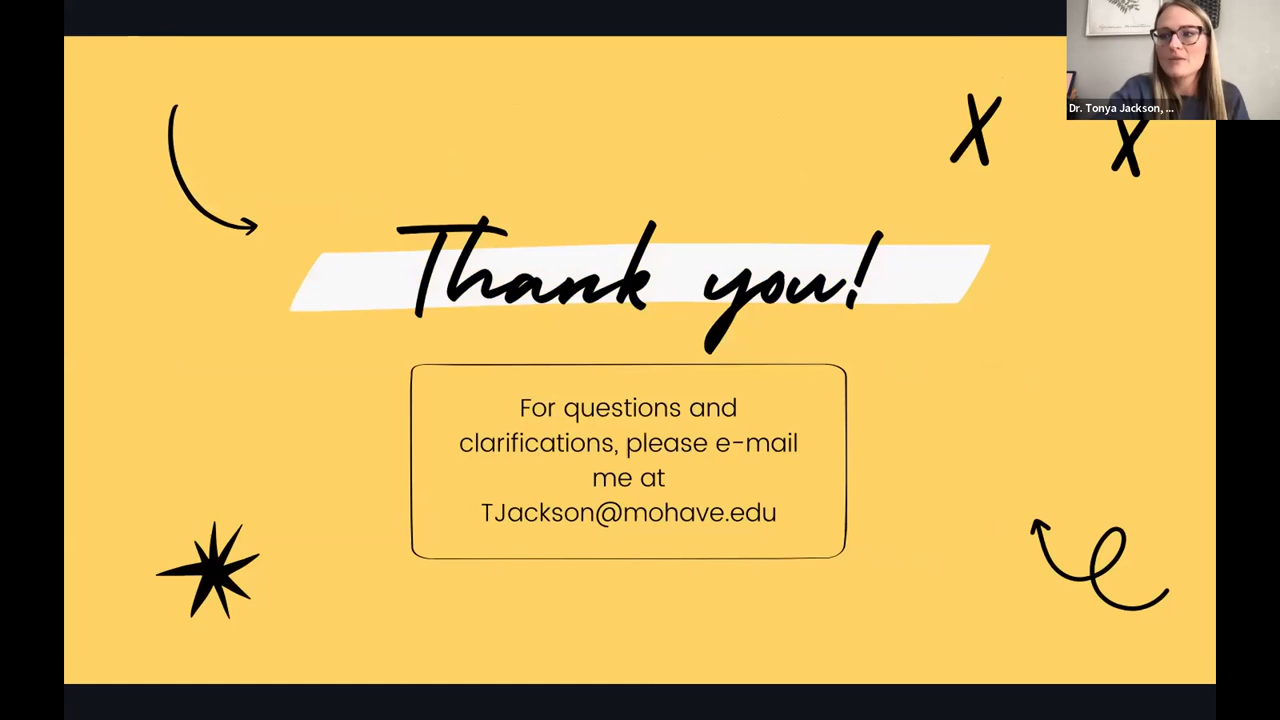 Dr. Tonya Jackson, ...
Thank you!
For questions and
clarifications, please e-mail
me at
TJackson@mohave.edu